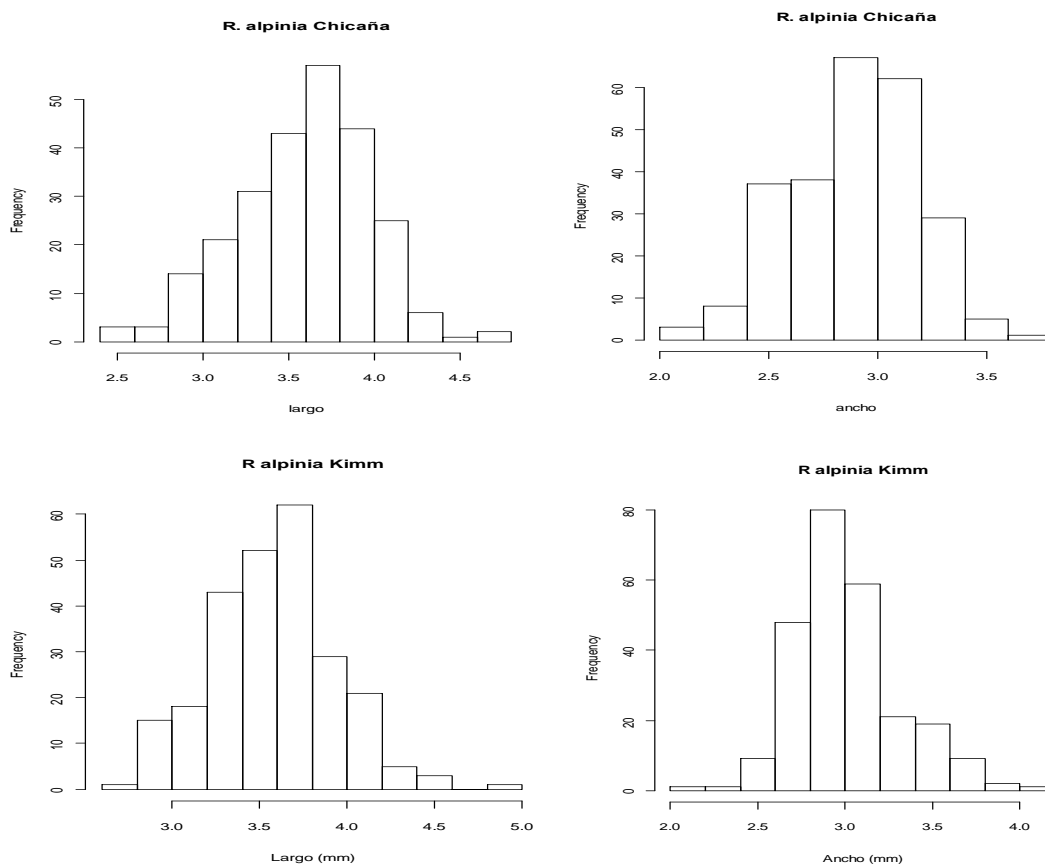 R. alpinia Chicaña
Frequency
0 10 20 30 40 50
2.5 3.0 3.5 4.0 4.5
largo
R. alpinia Chicaña
Frequency
0 10 20 30 40 50 60
2.0 2.5 3.0 3.5
ancho
R alpinia Kimm
Frequency
0 10 20 30 40 50 60
3.0 3.5 4.0 4.5 5.0
Largo (mm)
R alpinia Kimm
Frequency
0 20 40 60 80
2.0 2.5 3.0 3.5 4.0
Ancho (mm)